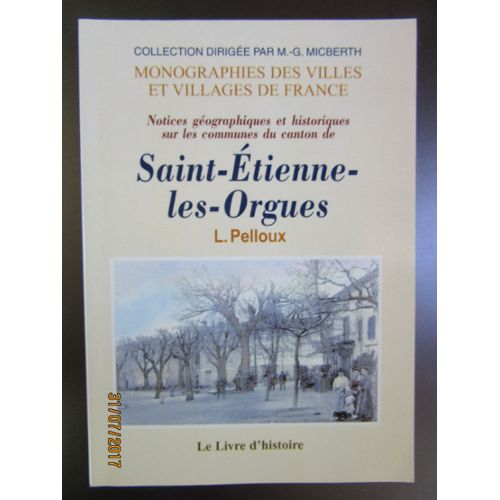 COLLECTION DIRIGÉE PAR M.-G. MICBERTH
MONOGRAPHIES DES VILLES
ET VILLAGES DE FRANCE
Notices géographiques et historiques
sur les communes du canton de
Saint-Étienne-
les-Orgues
L. Pelloux
Le Livre d'histoire
31/07/2017